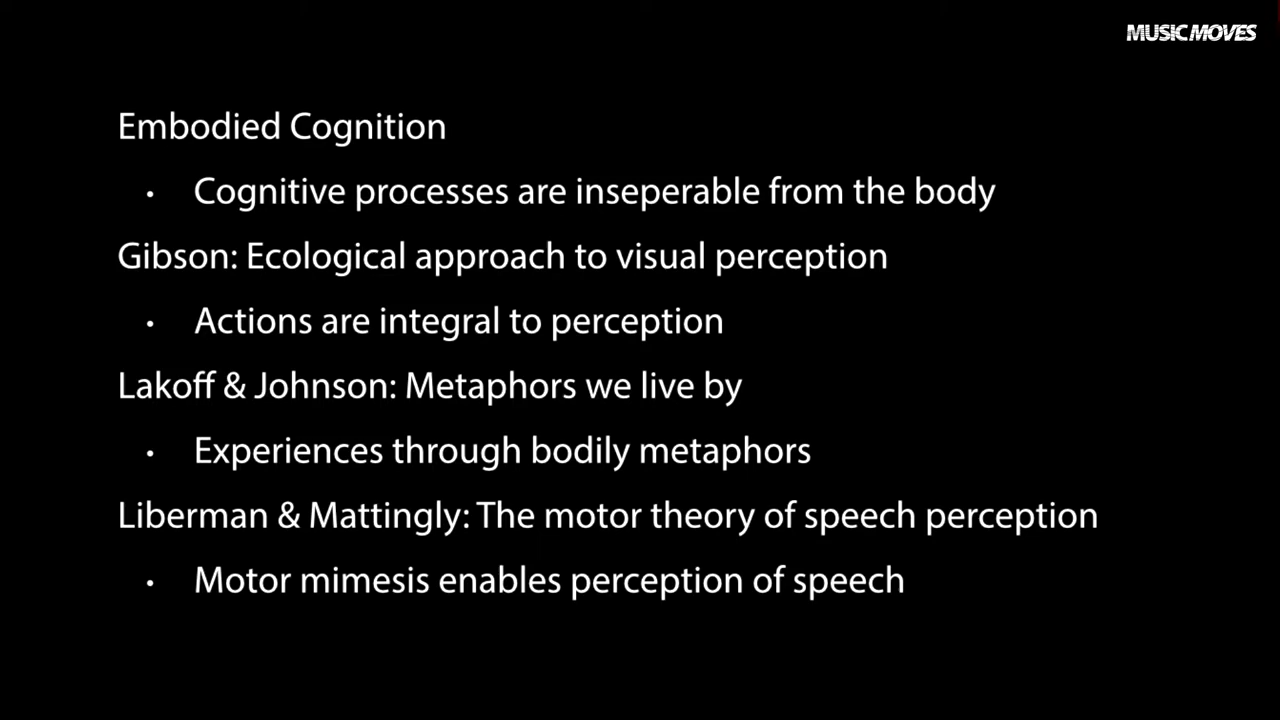 MUSIC MOVES
Embodied Cognition
• Cognitive processes are inseperable from the body
Gibson: Ecological approach to visual perception
• Actions are integral to perception
Lakoff & Johnson: Metaphors we live by
• Experiences through bodily metaphors
Liberman & Mattingly: The motor theory of speech perception
• Motor mimesis enables perception of speech